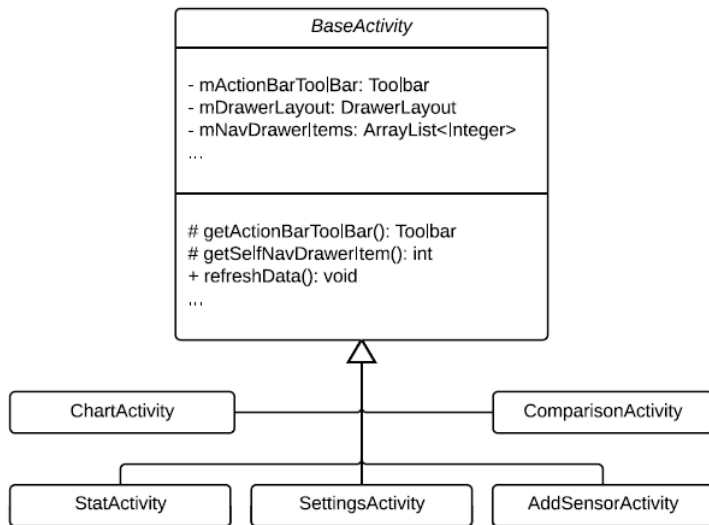 BaseActivity
- mActionBarToolBar: Toolbar
- mDrawerLayout: DrawerLayout
- mNavDrawerItems: ArrayList<Integer>
...
# getActionBarToolBar(): Toolbar
# getSelfNavDrawerItem(): int
+ refreshData(): void
...
ChartActivity
ComparisonActivity
StatActivity
SettingsActivity
AddSensorActivity